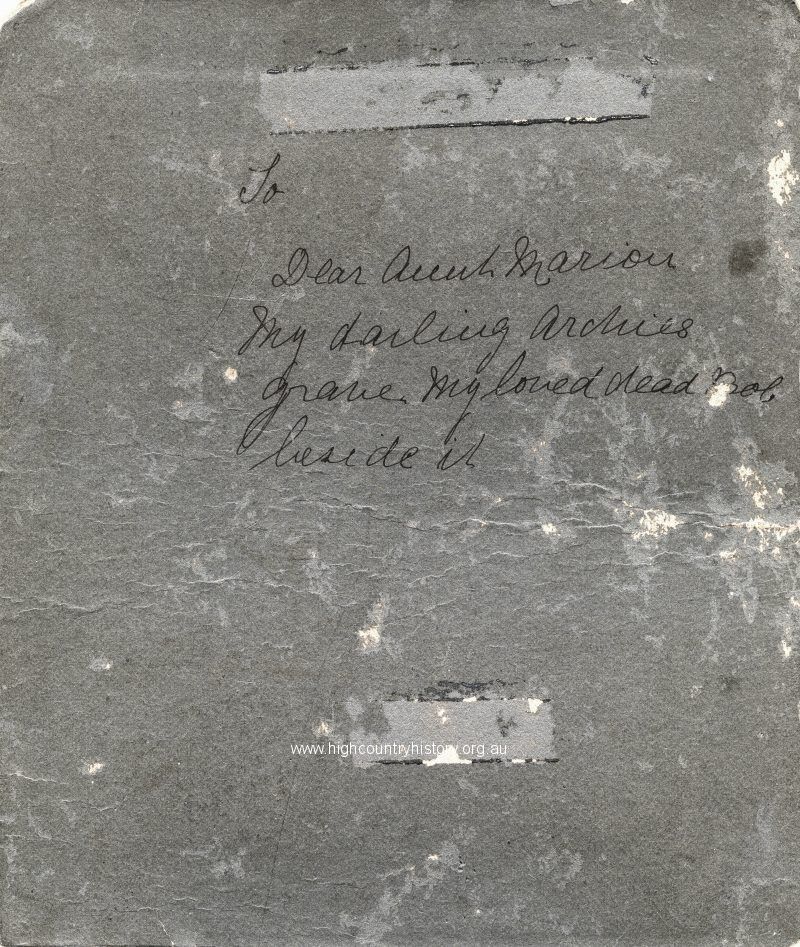 To
Dear Aunt Marion
My darling Archies
grave. My loved dead Bob
beside it
www.highcountryhistory.org.au